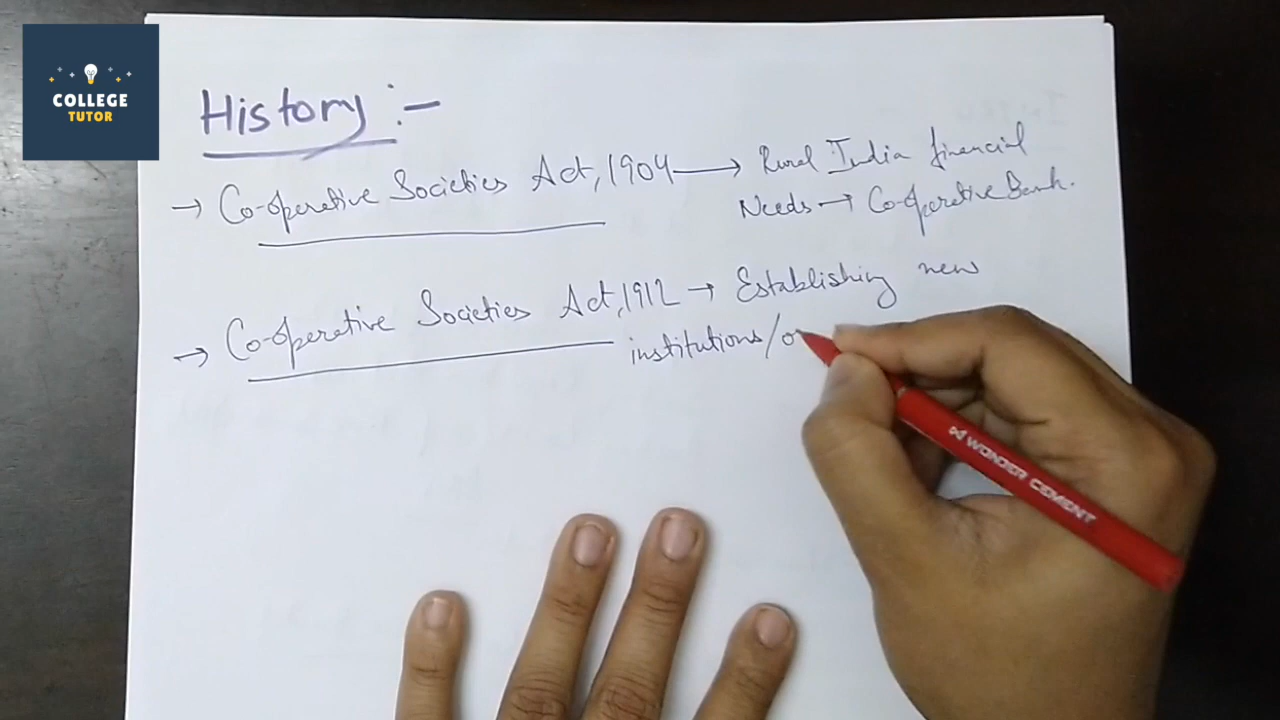 COLLEGE
TUTOR
History :-
→ Co-operative Societies Act, 1904 → Rural India financial
Needs → Co-operative Bank.
→ Co-operative Societies Act, 1912 → Establishing new
institutions/o
WONDER CEMENT